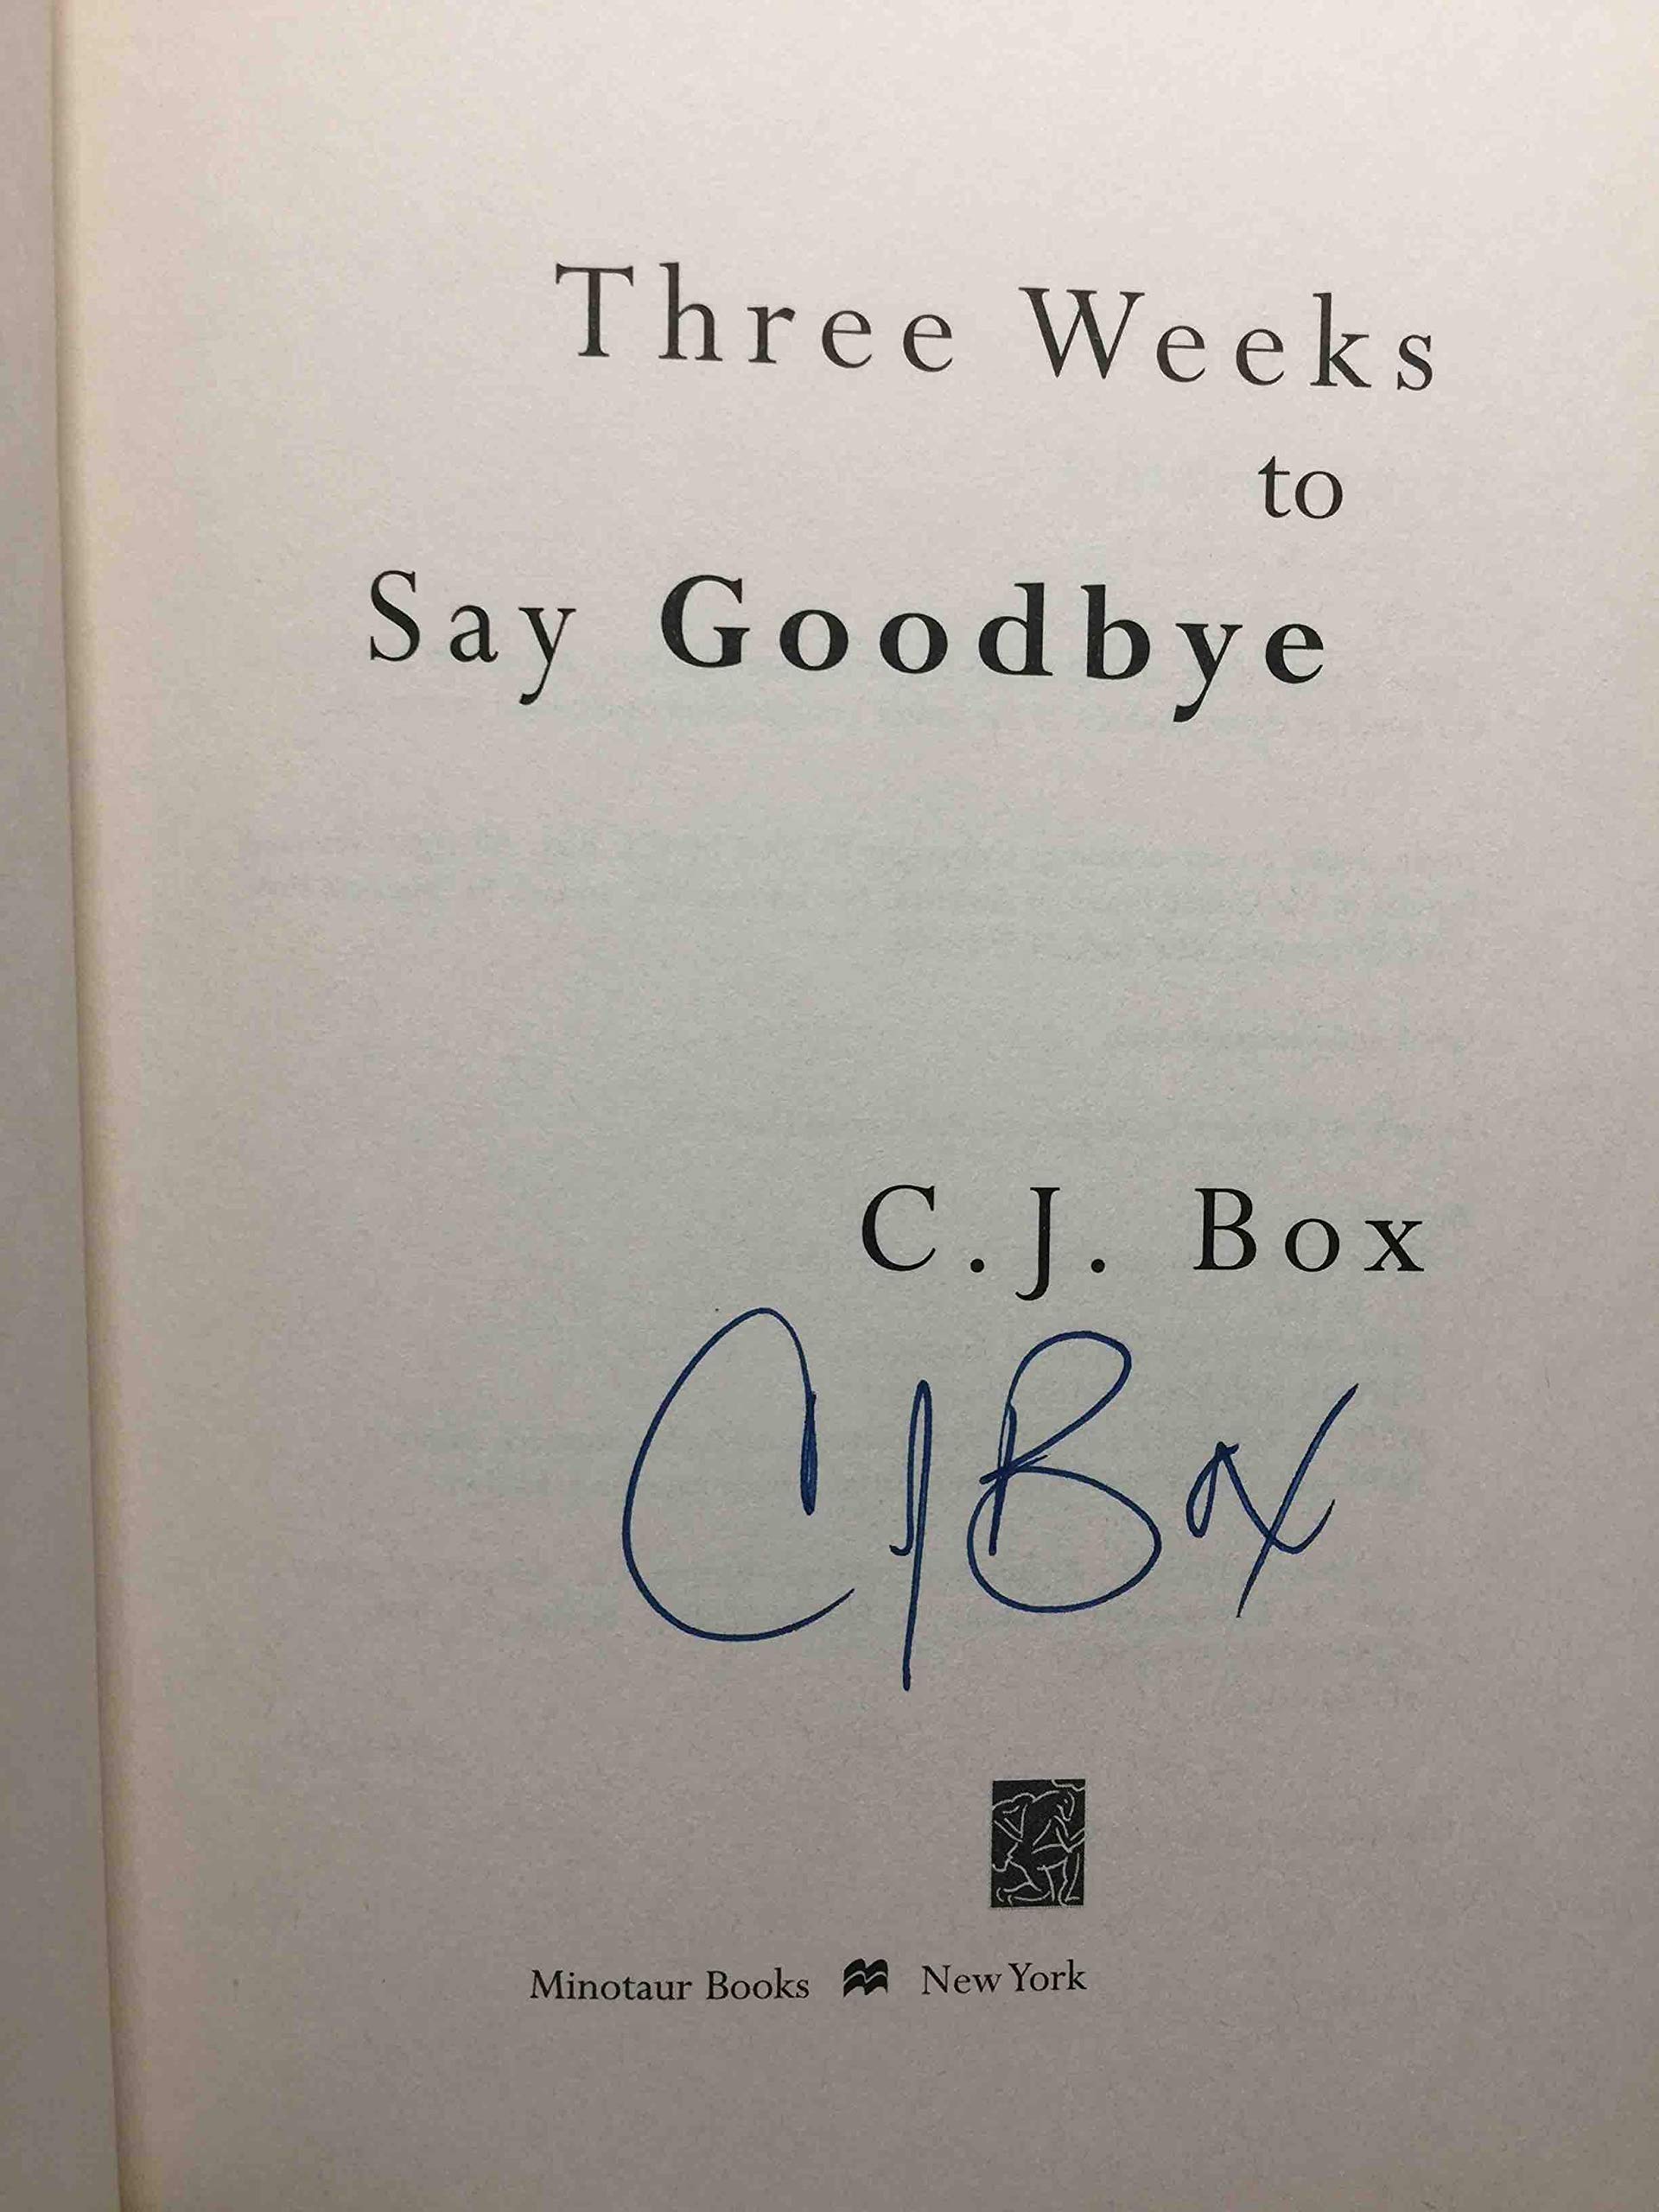 Three Weeks
to
Say Goodbye
C.J. Box
CJ Box
Minotaur Books New York